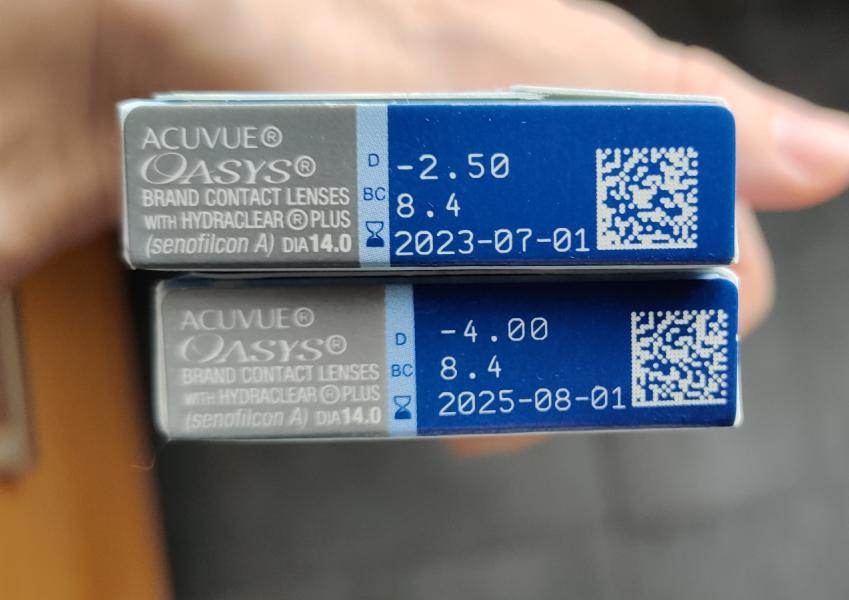 ACUVUE®
OASYS®
BRAND CONTACT LENSES
WITH HYDRACLEAR® PLUS
(senofilcon A) DIA14.0
D -2.50
BC 8.4
2023-07-01
ACUVUE®
OASYS®
BRAND CONTACT LENSES
WITH HYDRACLEAR® PLUS
(senofilcon A) DIA14.0
D -4.00
BC 8.4
2025-08-01